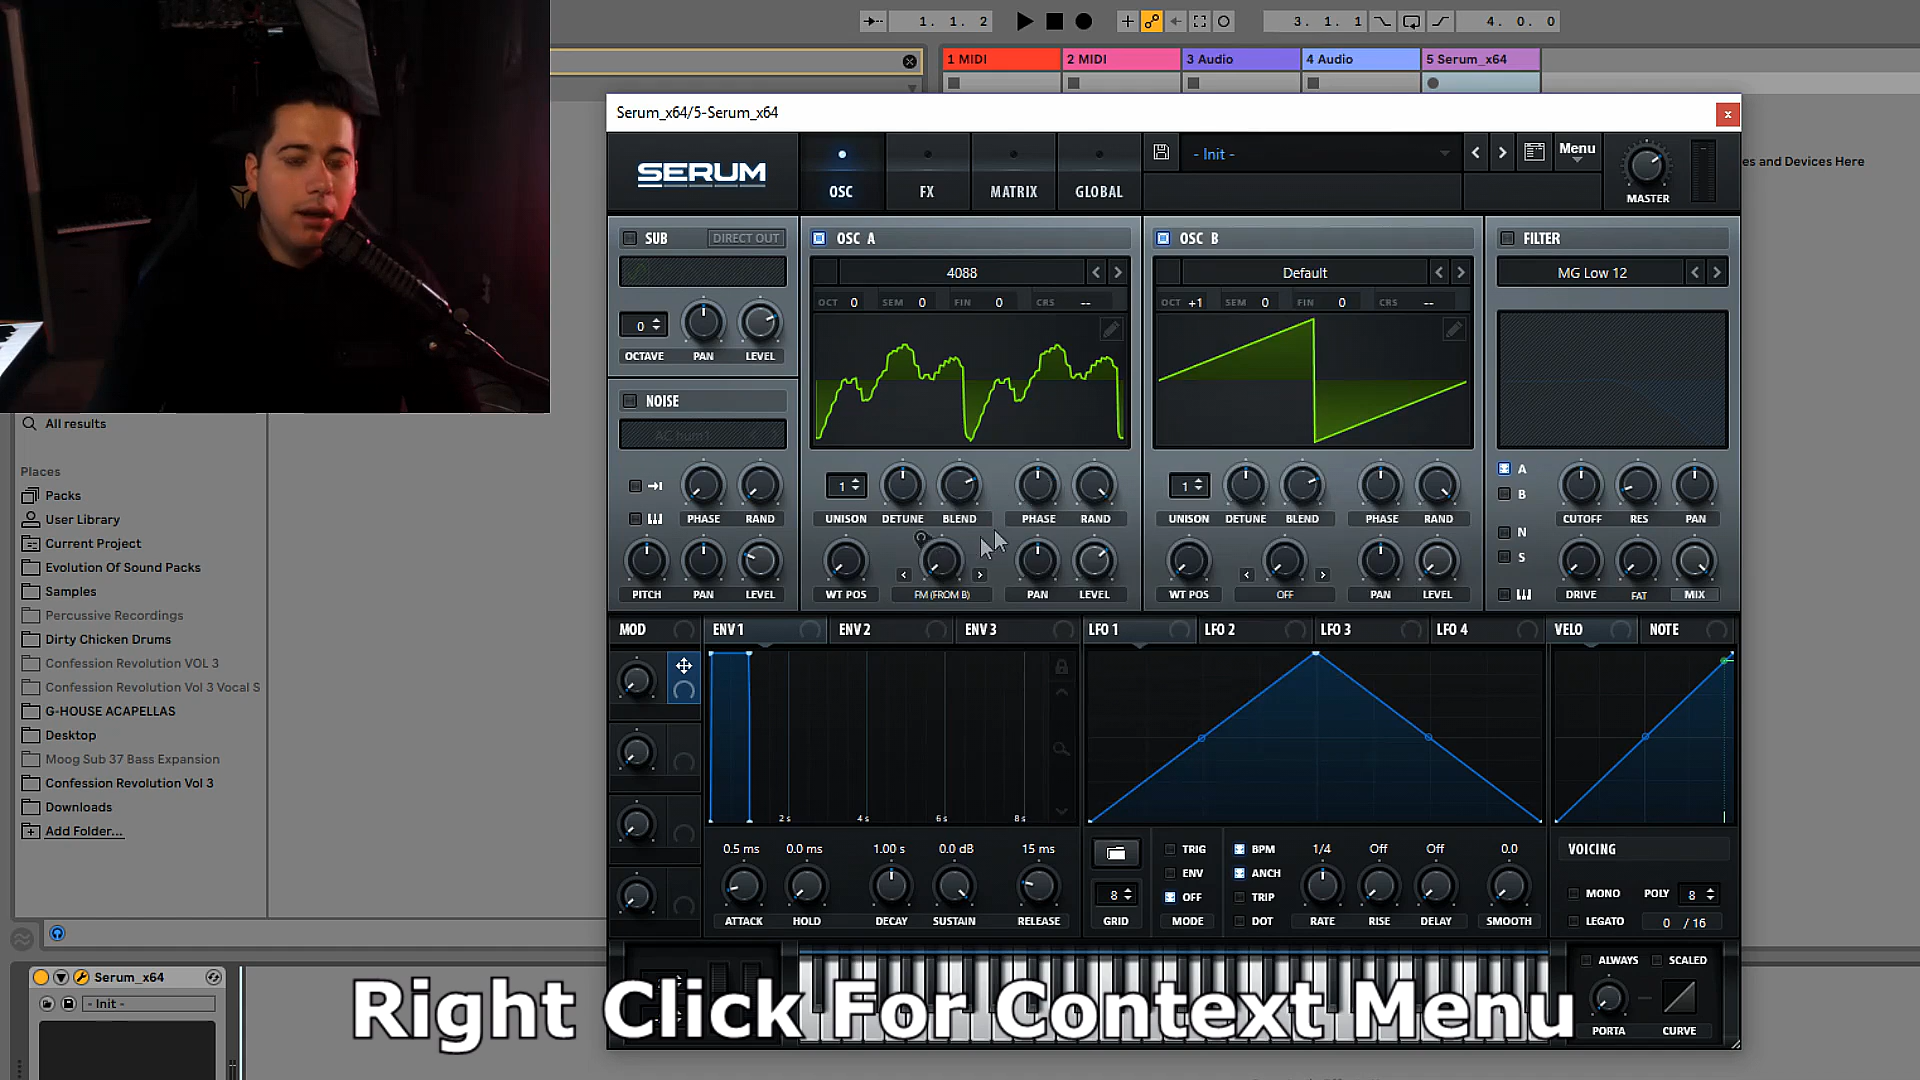 1. 1. 2
3. 1. 1
4. 0. 0
1 MIDI
2 MIDI
3 Audio
4 Audio
5 Serum_x64
Serum_x64/5-Serum_x64
x
SERUM
OSC
FX
MATRIX
GLOBAL
- Init -
Menu
MASTER
es and Devices Here
SUB
DIRECT OUT
OSC A
OSC B
FILTER
4088
Default
MG Low 12
OCT 0
SEM 0
FIN 0
CRS --
OCT +1
SEM 0
FIN 0
CRS --
0
OCTAVE
PAN
LEVEL
NOISE
AC hum1
A
B
N
S
1
1
PHASE
RAND
UNISON
DETUNE
BLEND
PHASE
RAND
UNISON
DETUNE
BLEND
PHASE
RAND
CUTOFF
RES
PAN
PITCH
PAN
LEVEL
WT POS
FM (FROM B)
PAN
LEVEL
WT POS
OFF
PAN
LEVEL
DRIVE
FAT
MIX
MOD
ENV 1
ENV 2
ENV 3
LFO 1
LFO 2
LFO 3
LFO 4
VELO
NOTE
2 s
4 s
6 s
8 s
0.5 ms
0.0 ms
1.00 s
0.0 dB
15 ms
ATTACK
HOLD
DECAY
SUSTAIN
RELEASE
8
GRID
TRIG
ENV
OFF
MODE
BPM
ANCH
TRIP
DOT
1/4
Off
Off
0.0
RATE
RISE
DELAY
SMOOTH
VOICING
MONO
POLY 8
LEGATO
0 / 16
ALWAYS
SCALED
PORTA
CURVE
All results
Places
Packs
User Library
Current Project
Evolution Of Sound Packs
Samples
Percussive Recordings
Dirty Chicken Drums
Confession Revolution VOL 3
Confession Revolution Vol 3 Vocal S
G-HOUSE ACAPELLAS
Desktop
Moog Sub 37 Bass Expansion
Confession Revolution Vol 3
Downloads
Add Folder...
Serum_x64
- Init -
Right Click For Context Menu